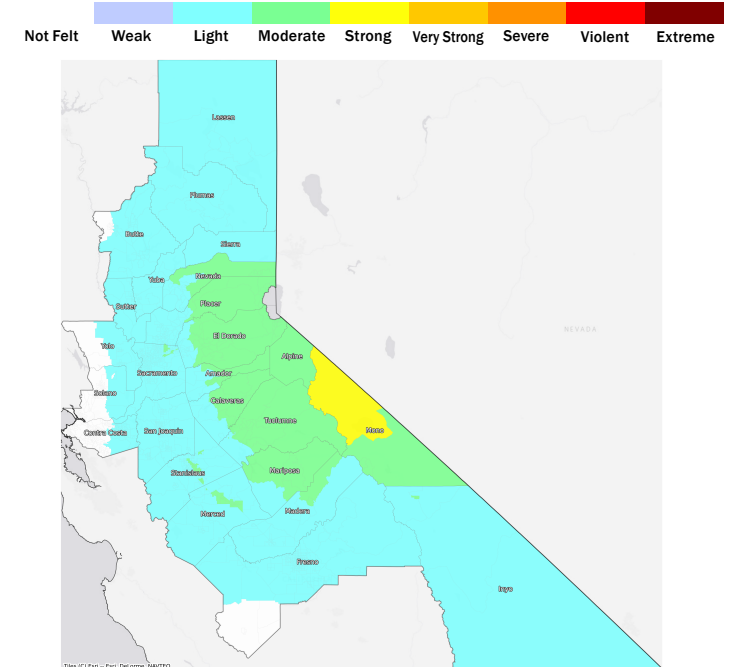 Not Felt Weak Light Moderate Strong Very Strong Severe Violent Extreme
Lassen
Plumas
Butte
Sierra
Nevada
Yuba
Placer
Sutter
NEVADA
El Dorado
Yolo
Alpine
Sacramento
Amador
Solano
Calaveras
Tuolumne
Contra Costa
San Joaquin
Mono
Mariposa
Stanislaus
Madera
Merced
Fresno
Inyo